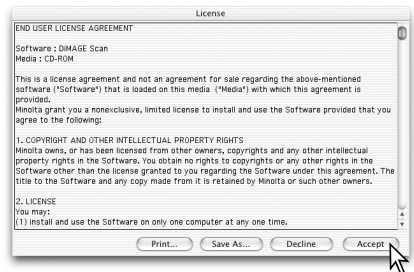 License
END USER LICENSE AGREEMENT
Software : DiMAGE Scan
Media : CD-ROM
This is a license agreement and not an agreement for sale regarding the above-mentioned
software ("Software") that is loaded on this media ("Media") with which this agreement is
provided.
Minolta grant you a nonexclusive, limited license to install and use the Software provided that you
agree to the following:
1. COPYRIGHT AND OTHER INTELLECTUAL PROPERTY RIGHTS
Minolta owns, or has been licensed from other owners, copyrights and any other intellectual
property rights in the Software. You obtain no rights to copyrights or any other rights in the
Software other than the license granted to you regarding the Software under this agreement. The
title to the Software and any copy made from it is retained by Minolta or such other owners.
2. LICENSE
You may:
(1) install and use the Software on only one computer at any one time.
Print... Save As... Decline Accept